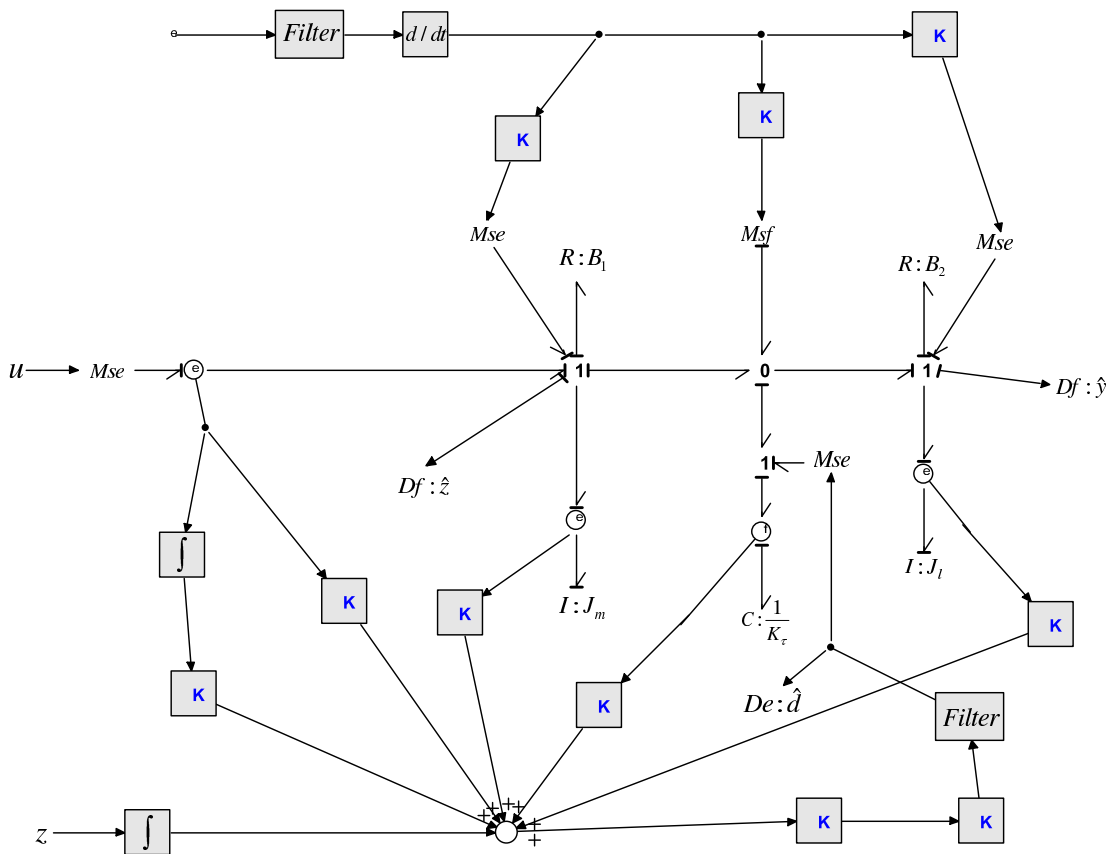 e Filter d / dt K
K K
Mse Msf Mse
R : B₁ R : B₂
u Mse e 1 0 1 Df : ŷ
Df : ẑ 1 Mse e
e f
∫ I : Jₘ C : 1/K_τ I : Jₗ
K K K
K K De : d̂ Filter
+ + + + + +
z ∫ K K